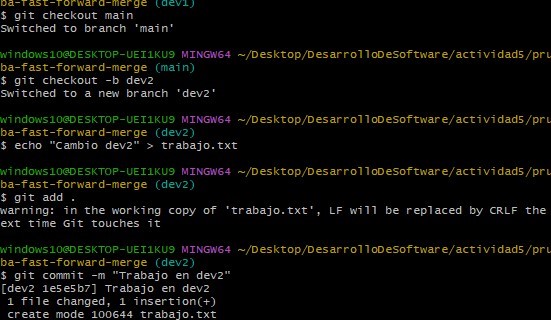 ba-fast-forward-merge (dev1)
$ git checkout main
Switched to branch 'main'
windows10@DESKTOP-UEI1KU9 MINGW64 ~/Desktop/DesarrolloDeSoftware/actividad5/pru
ba-fast-forward-merge (main)
$ git checkout -b dev2
Switched to a new branch 'dev2'
windows10@DESKTOP-UEI1KU9 MINGW64 ~/Desktop/DesarrolloDeSoftware/actividad5/pru
ba-fast-forward-merge (dev2)
$ echo "Cambio dev2" > trabajo.txt
windows10@DESKTOP-UEI1KU9 MINGW64 ~/Desktop/DesarrolloDeSoftware/actividad5/pru
ba-fast-forward-merge (dev2)
$ git add .
warning: in the working copy of 'trabajo.txt', LF will be replaced by CRLF the
ext time Git touches it
windows10@DESKTOP-UEI1KU9 MINGW64 ~/Desktop/DesarrolloDeSoftware/actividad5/pru
ba-fast-forward-merge (dev2)
$ git commit -m "Trabajo en dev2"
[dev2 1e5e5b7] Trabajo en dev2
1 file changed, 1 insertion(+)
create mode 100644 trabajo.txt